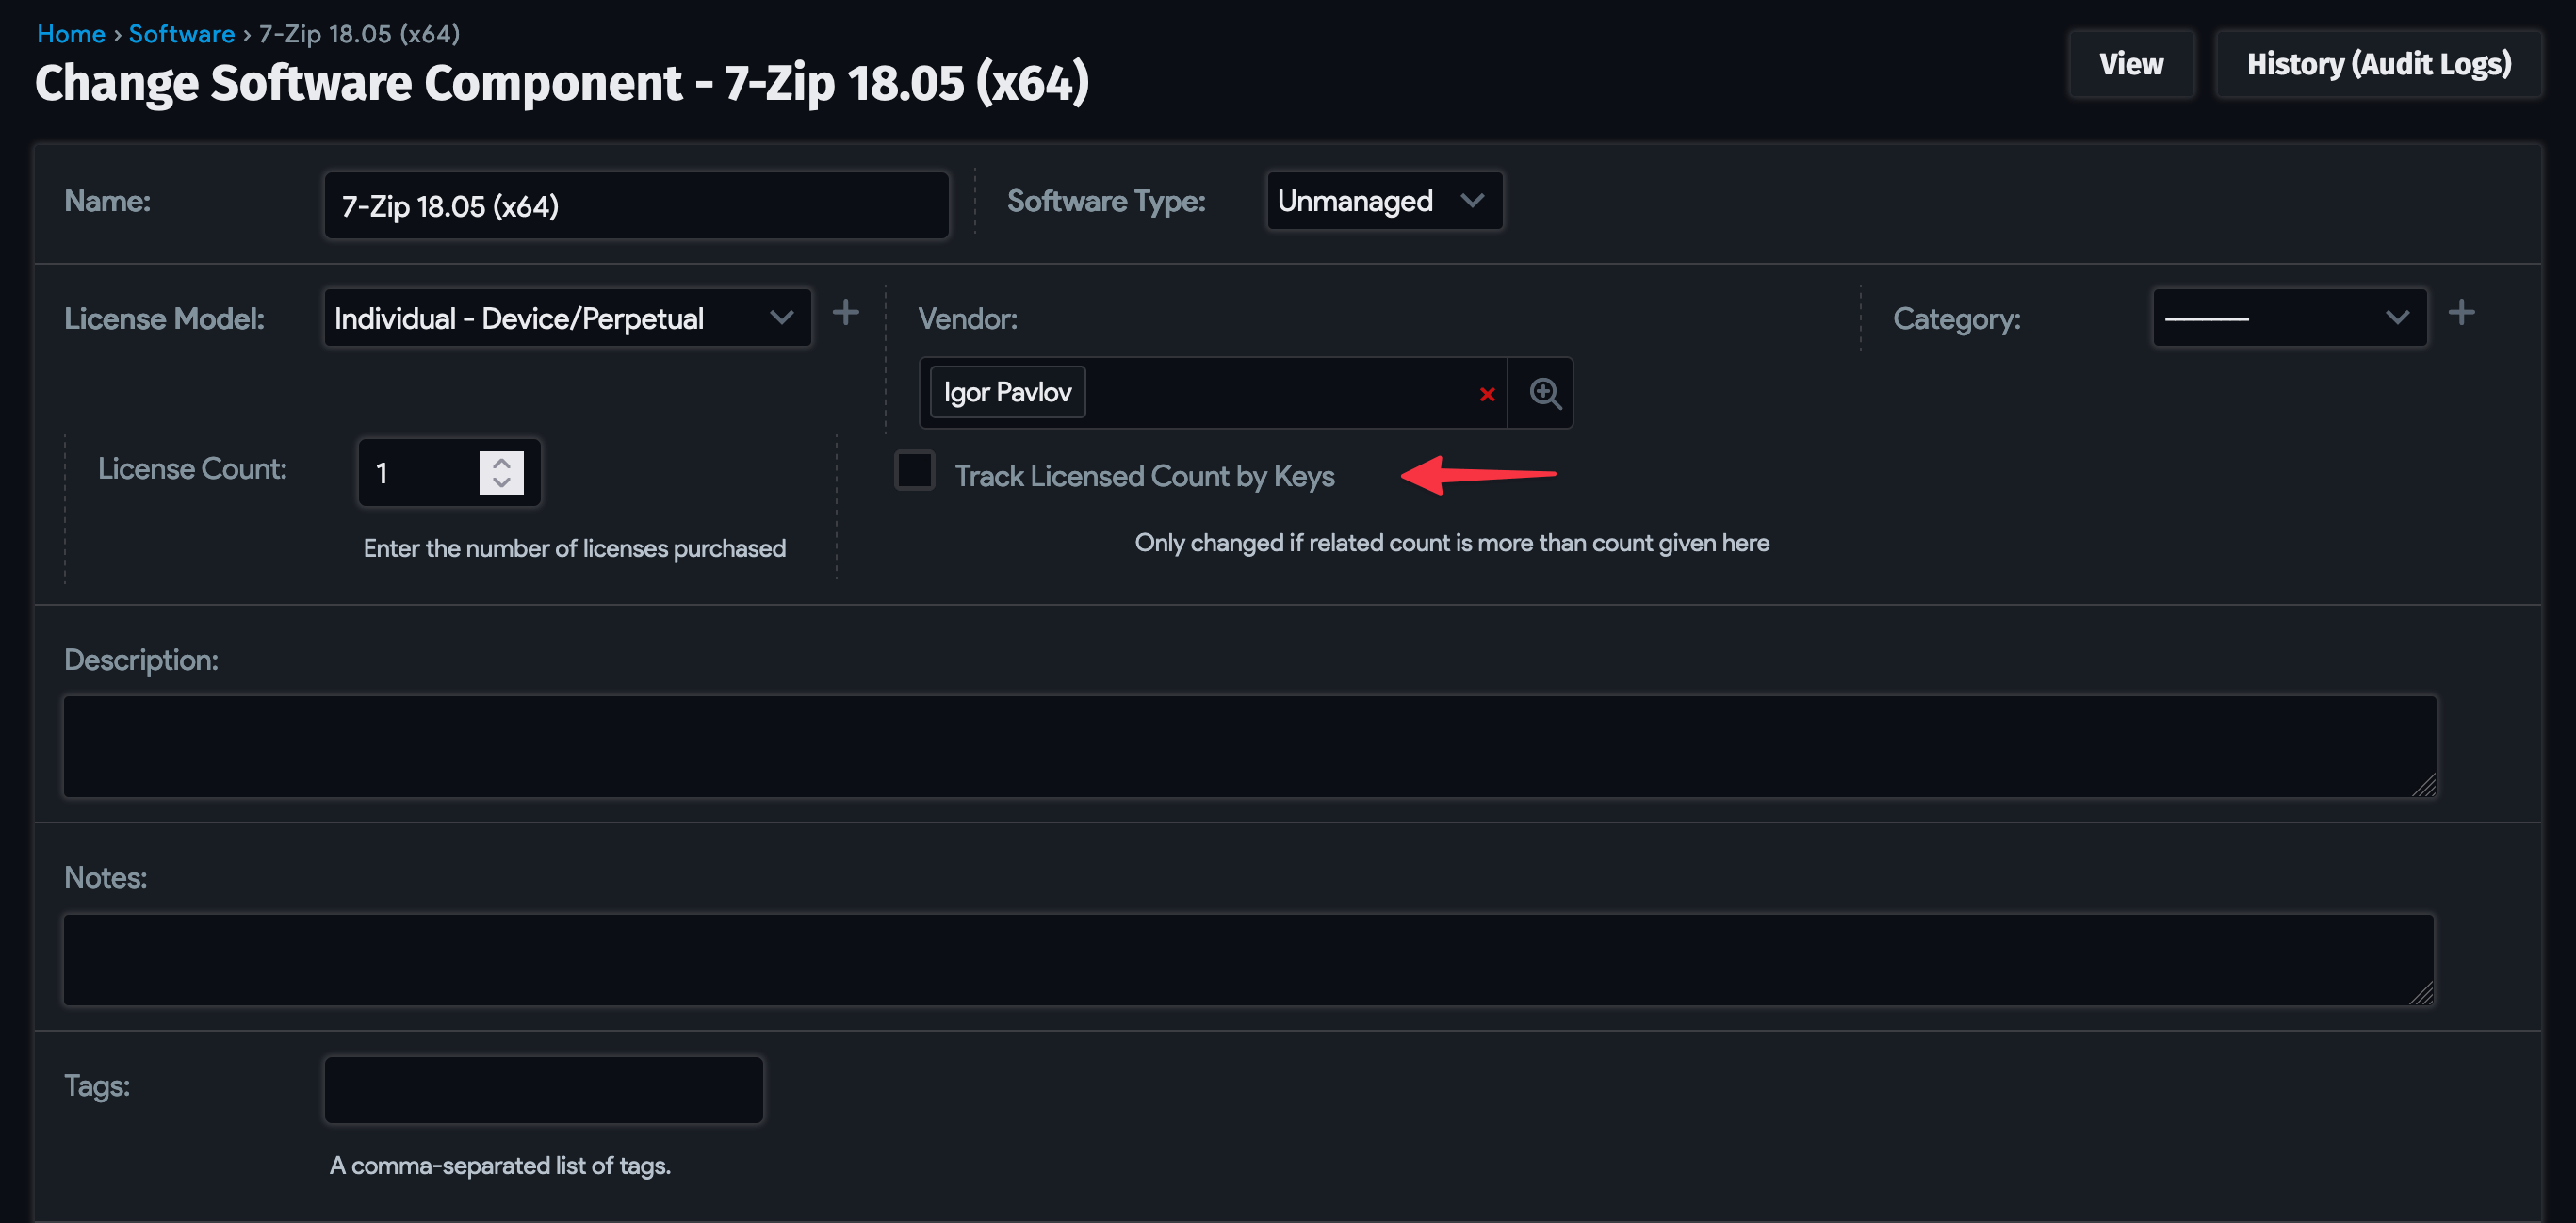 Home › Software › 7-Zip 18.05 (x64)
Change Software Component - 7-Zip 18.05 (x64)
View
History (Audit Logs)
Name:
7-Zip 18.05 (x64)
Software Type:
Unmanaged
License Model:
Individual - Device/Perpetual
Vendor:
Igor Pavlov
Category:
---------
License Count:
1
Enter the number of licenses purchased
Track Licensed Count by Keys
Only changed if related count is more than count given here
Description:
Notes:
Tags:
A comma-separated list of tags.